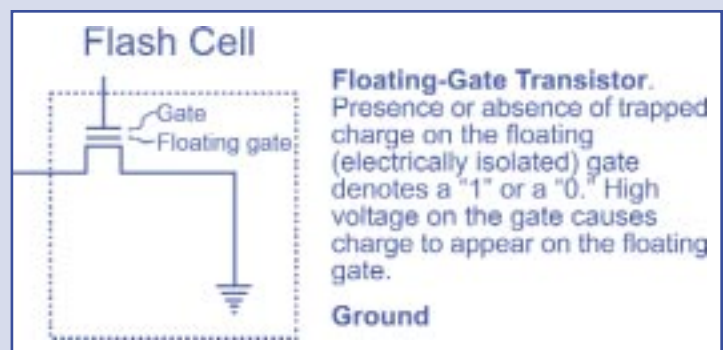 Flash Cell
Gate
Floating gate
Floating-Gate Transistor.
Presence or absence of trapped
charge on the floating
(electrically isolated) gate
denotes a "1" or a "0." High
voltage on the gate causes
charge to appear on the floating
gate.
Ground